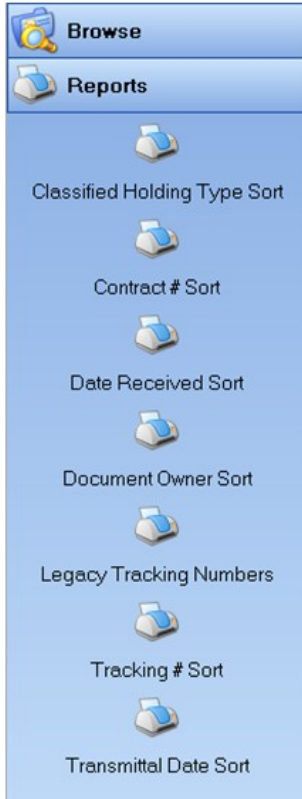 Browse
Reports
Classified Holding Type Sort
Contract # Sort
Date Received Sort
Document Owner Sort
Legacy Tracking Numbers
Tracking # Sort
Transmittal Date Sort